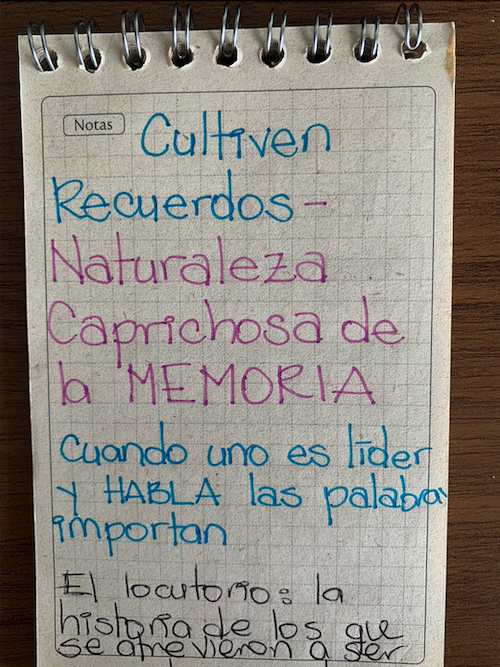 Notas
Cultiven
Recuerdos -
Naturaleza
Caprichosa de
la MEMORIA
Cuando uno es líder
y HABLA las palabras
importan
El locutorio: la
historia de los que
se atrevieron a ser